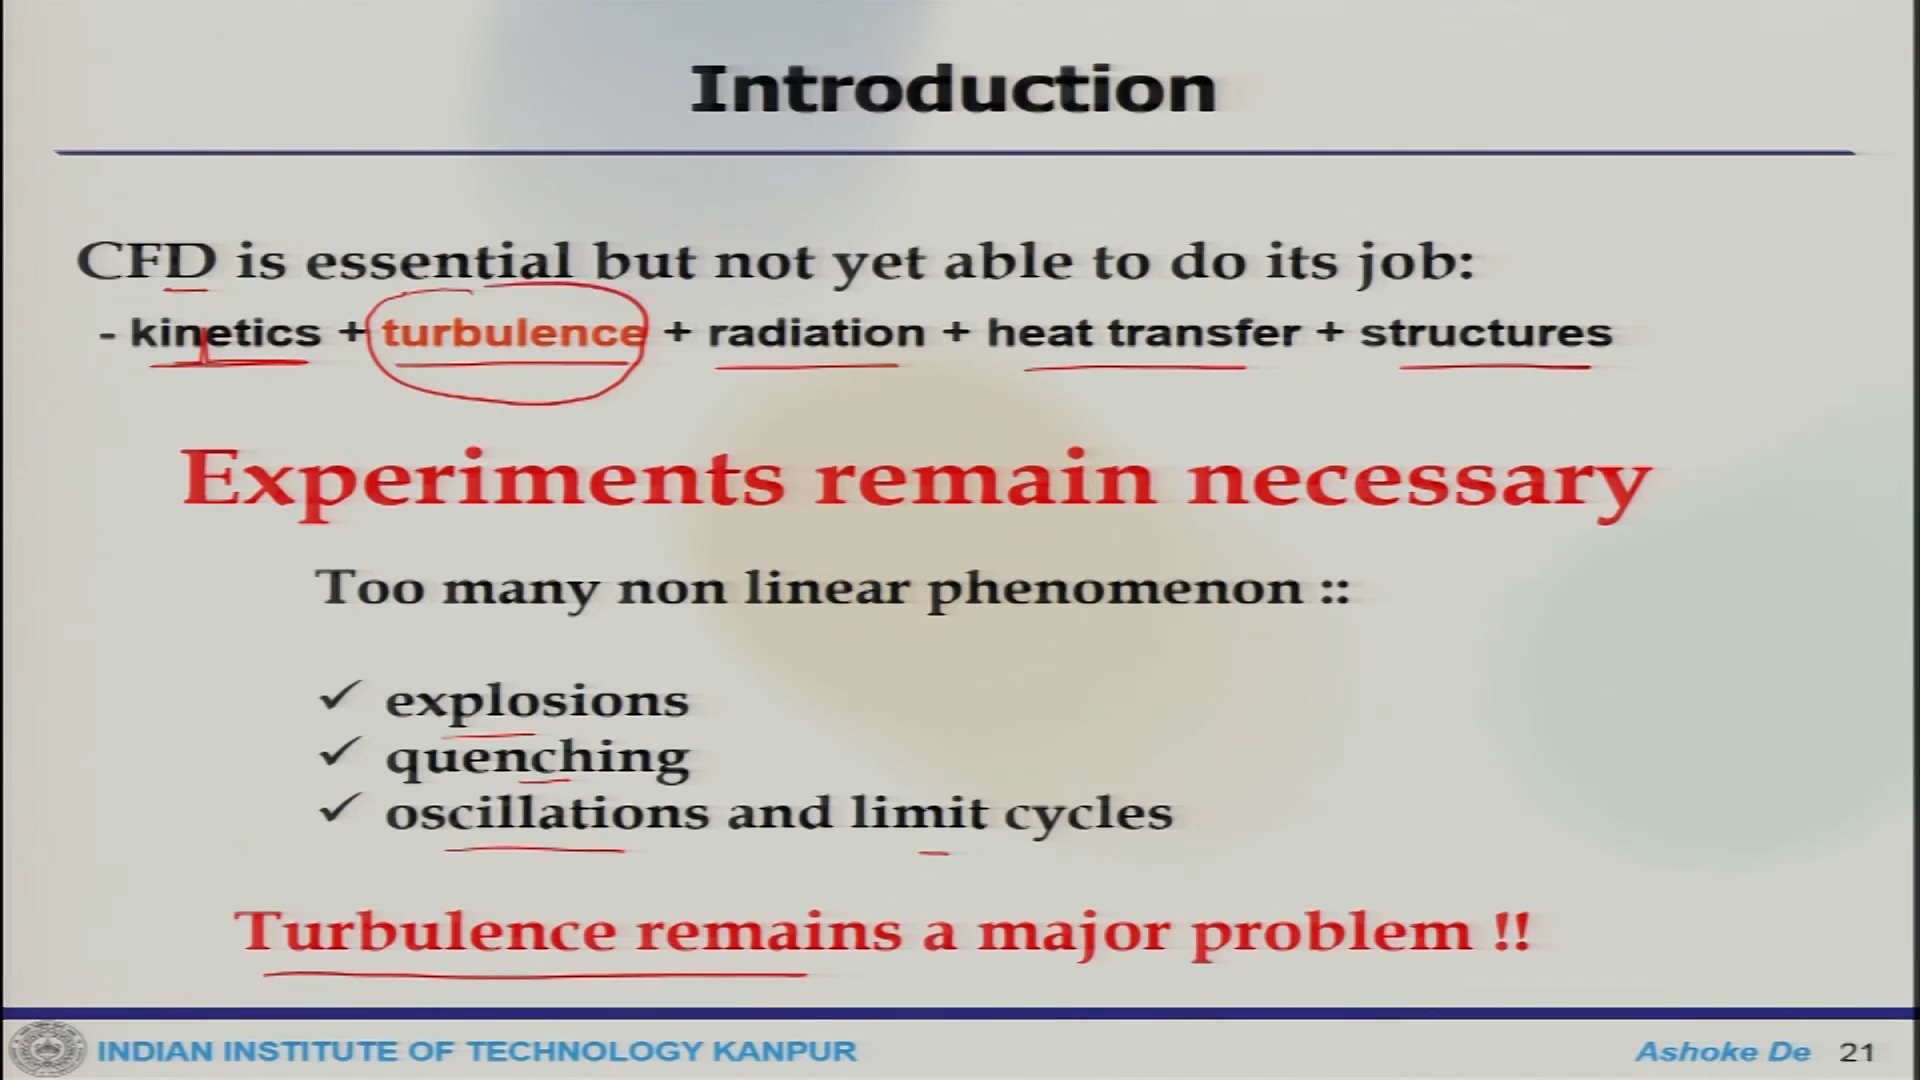 Introduction
CFD is essential but not yet able to do its job:
- kinetics + turbulence + radiation + heat transfer + structures
Experiments remain necessary
Too many non linear phenomenon ::
✓ explosions
✓ quenching
✓ oscillations and limit cycles
Turbulence remains a major problem !!
INDIAN INSTITUTE OF TECHNOLOGY KANPUR
Ashoke De 21